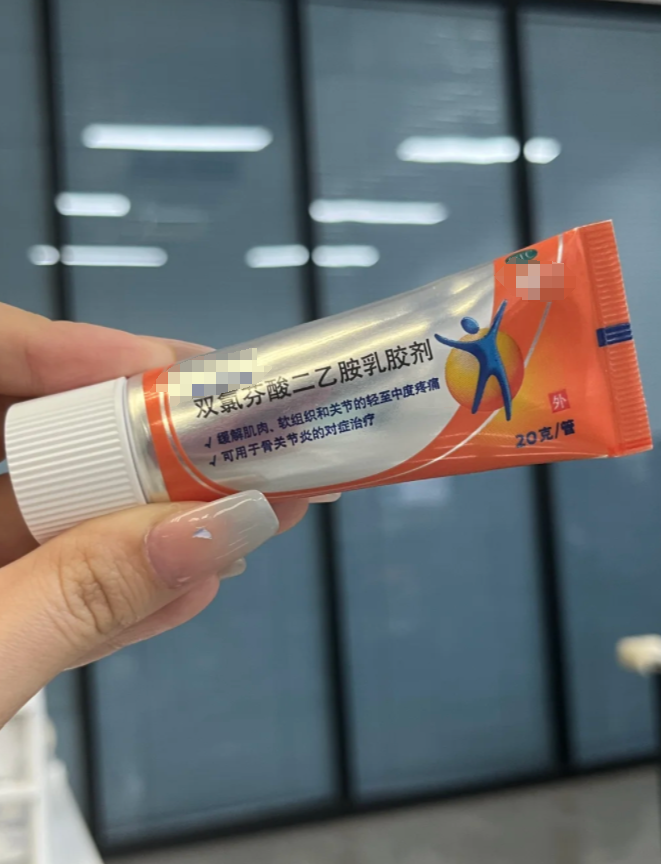 双氯芬酸二乙胺乳胶剂
✓ 缓解肌肉、软组织和关节的轻至中度疼痛
✓ 可用于骨关节炎的对症治疗
外
20克/管